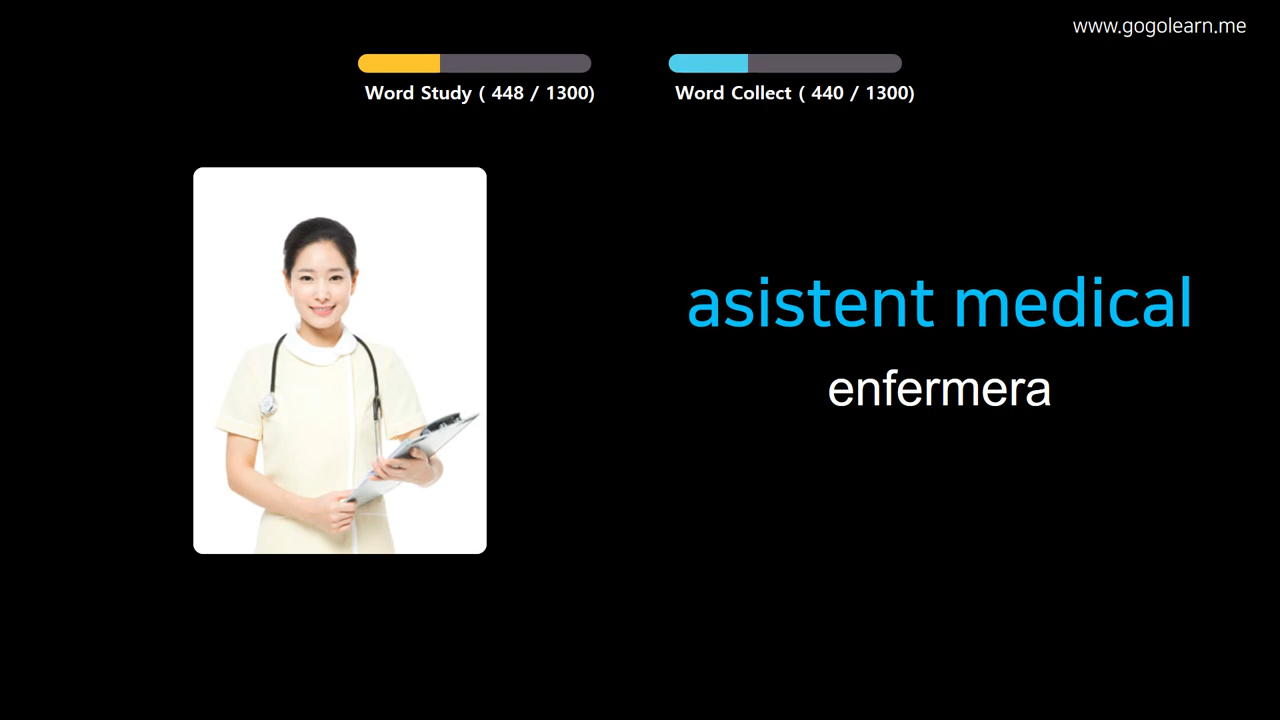 www.gogolearn.me
Word Study ( 448 / 1300)
Word Collect ( 440 / 1300)
asistent medical
enfermera